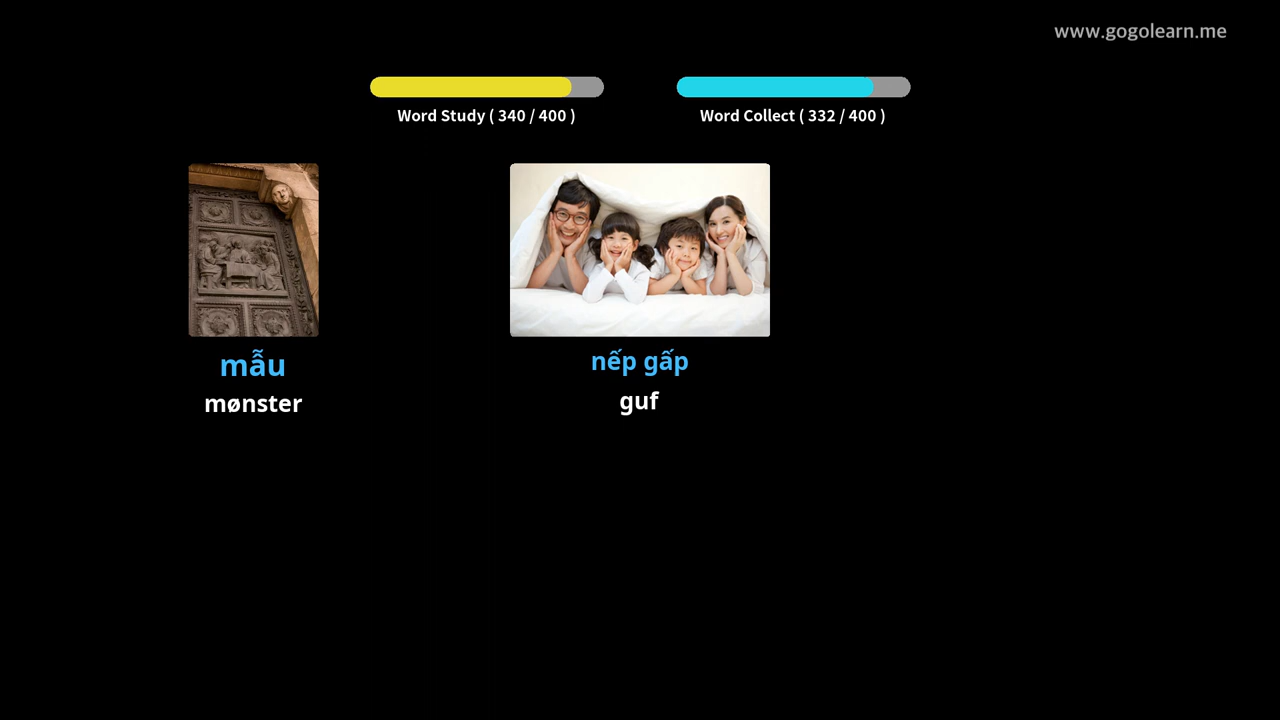 www.gogolearn.me
Word Study ( 340 / 400 )
Word Collect ( 332 / 400 )
mẫu
mønster
nếp gấp
guf